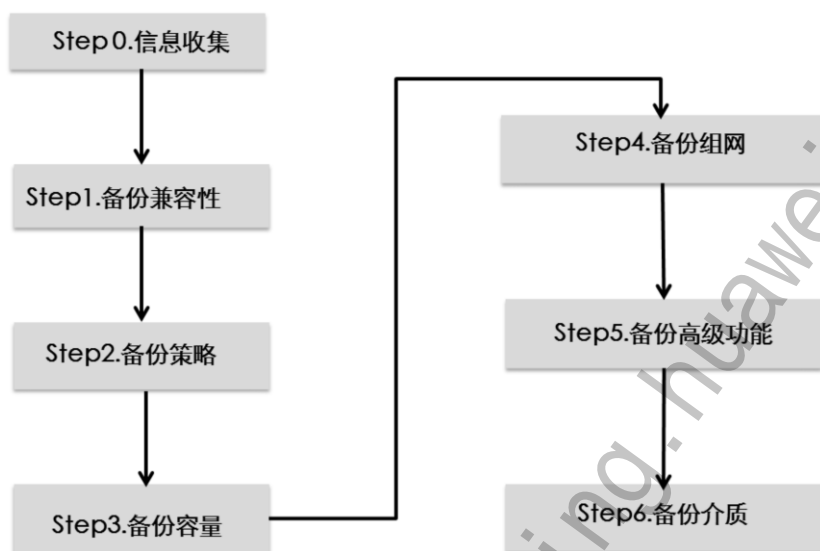 Step0.信息收集
Step1.备份兼容性
Step2.备份策略
Step3.备份容量
Step4.备份组网
Step5.备份高级功能
Step6.备份介质
ing.huawei.